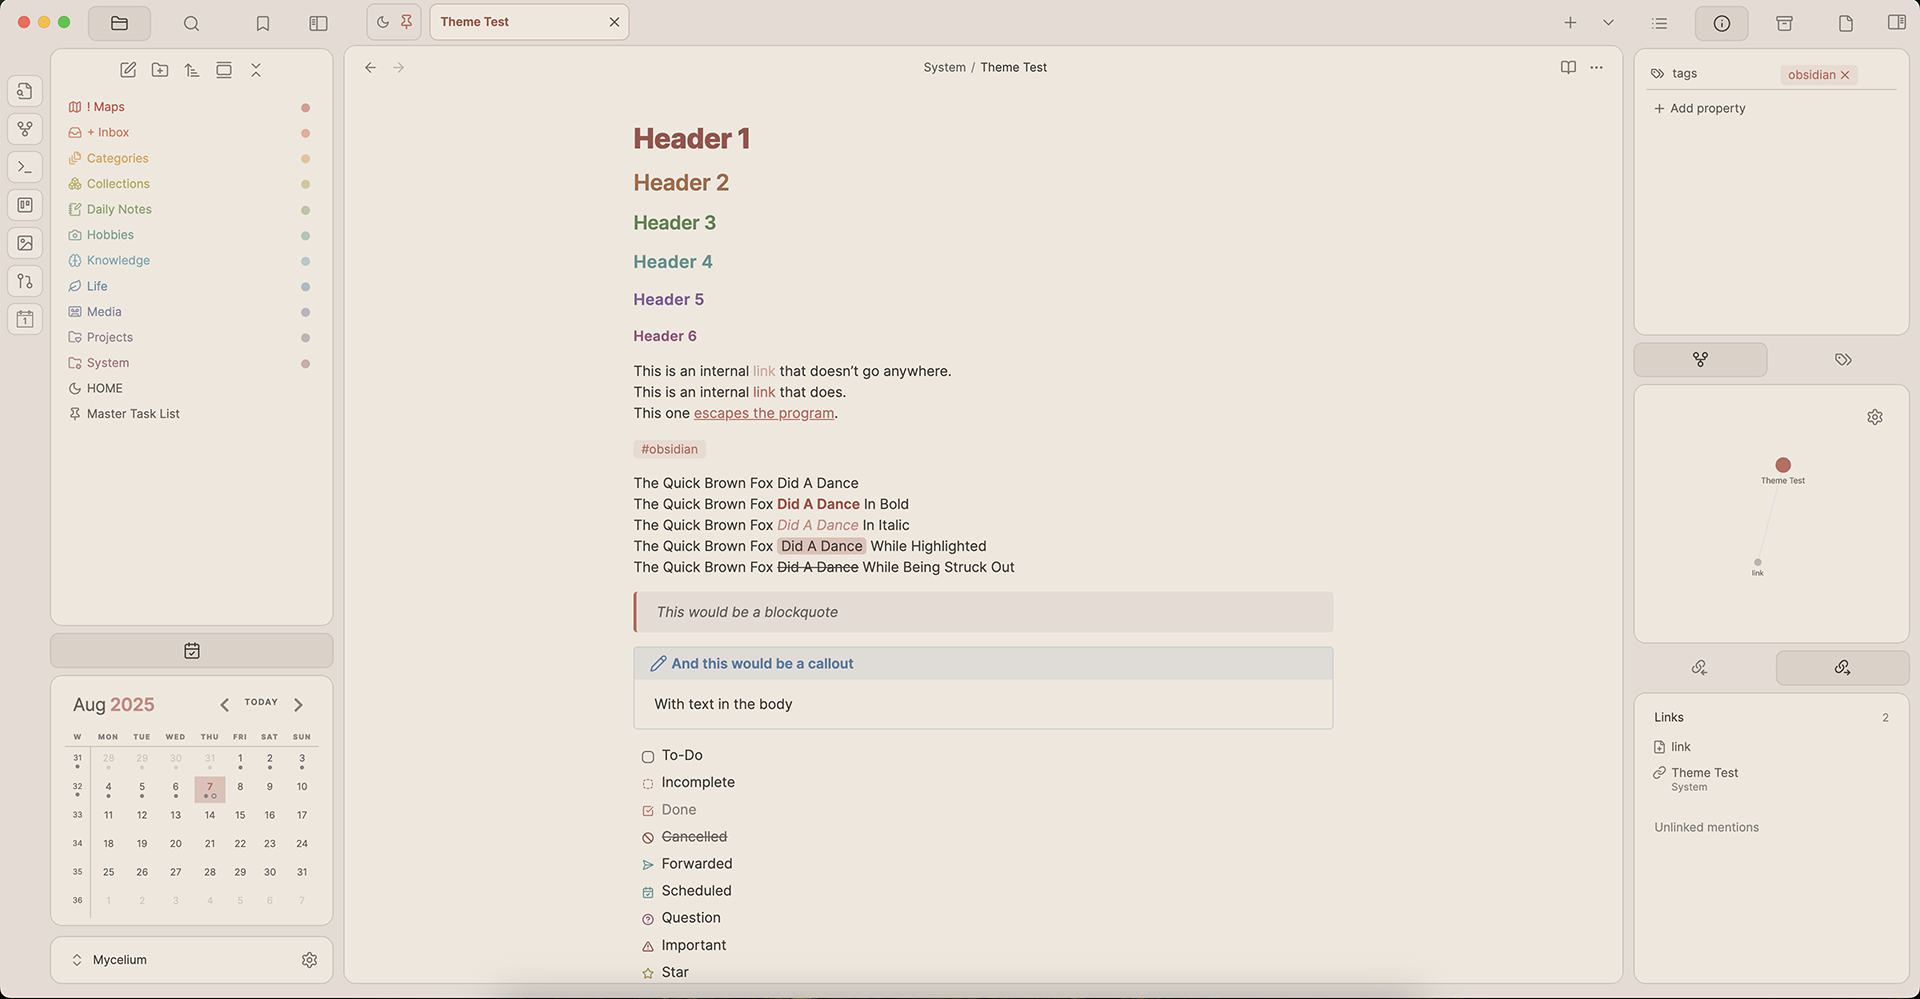 Theme Test
! Maps
+ Inbox
Categories
Collections
Daily Notes
Hobbies
Knowledge
Life
Media
Projects
System
HOME
Master Task List
Aug 2025
TODAY
W MON TUE WED THU FRI SAT SUN
31 28 29 30 31 1 2 3
32 4 5 6 7 8 9 10
33 11 12 13 14 15 16 17
34 18 19 20 21 22 23 24
35 25 26 27 28 29 30 31
36 1 2 3 4 5 6 7
Mycelium
1
System / Theme Test
Header 1
Header 2
Header 3
Header 4
Header 5
Header 6
This is an internal link that doesn’t go anywhere.
This is an internal link that does.
This one escapes the program.
#obsidian
The Quick Brown Fox Did A Dance
The Quick Brown Fox Did A Dance In Bold
The Quick Brown Fox Did A Dance In Italic
The Quick Brown Fox Did A Dance While Highlighted
The Quick Brown Fox Did A Dance While Being Struck Out
This would be a blockquote
And this would be a callout
With text in the body
To-Do
Incomplete
Done
Cancelled
Forwarded
Scheduled
Question
Important
Star
tags obsidian
Add property
Theme Test
link
Links 2
link
Theme Test
System
Unlinked mentions